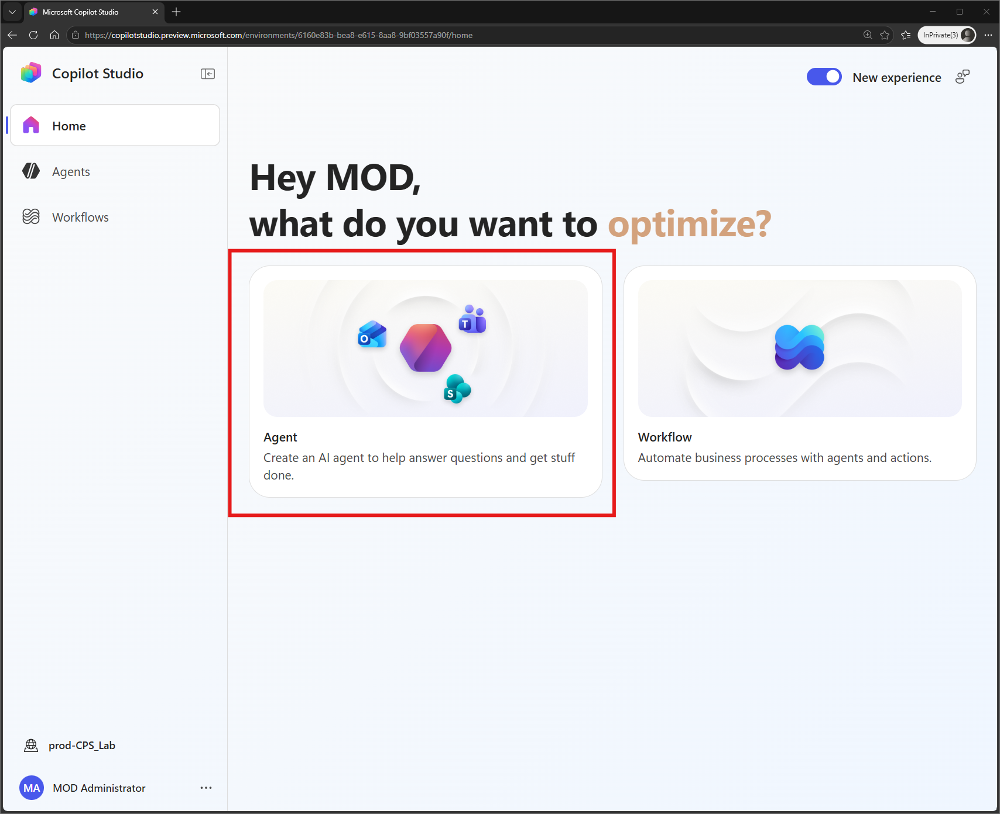 Microsoft Copilot Studio
https://copilotstudio.preview.microsoft.com/environments/6160e83b-bea8-e615-8aa8-9bf03557a90f/home
InPrivate(3)
Copilot Studio
New experience
Home
Agents
Workflows
Hey MOD,
what do you want to optimize?
O
T
S
Agent
Create an AI agent to help answer questions and get stuff
done.
Workflow
Automate business processes with agents and actions.
prod-CPS_Lab
MA
MOD Administrator